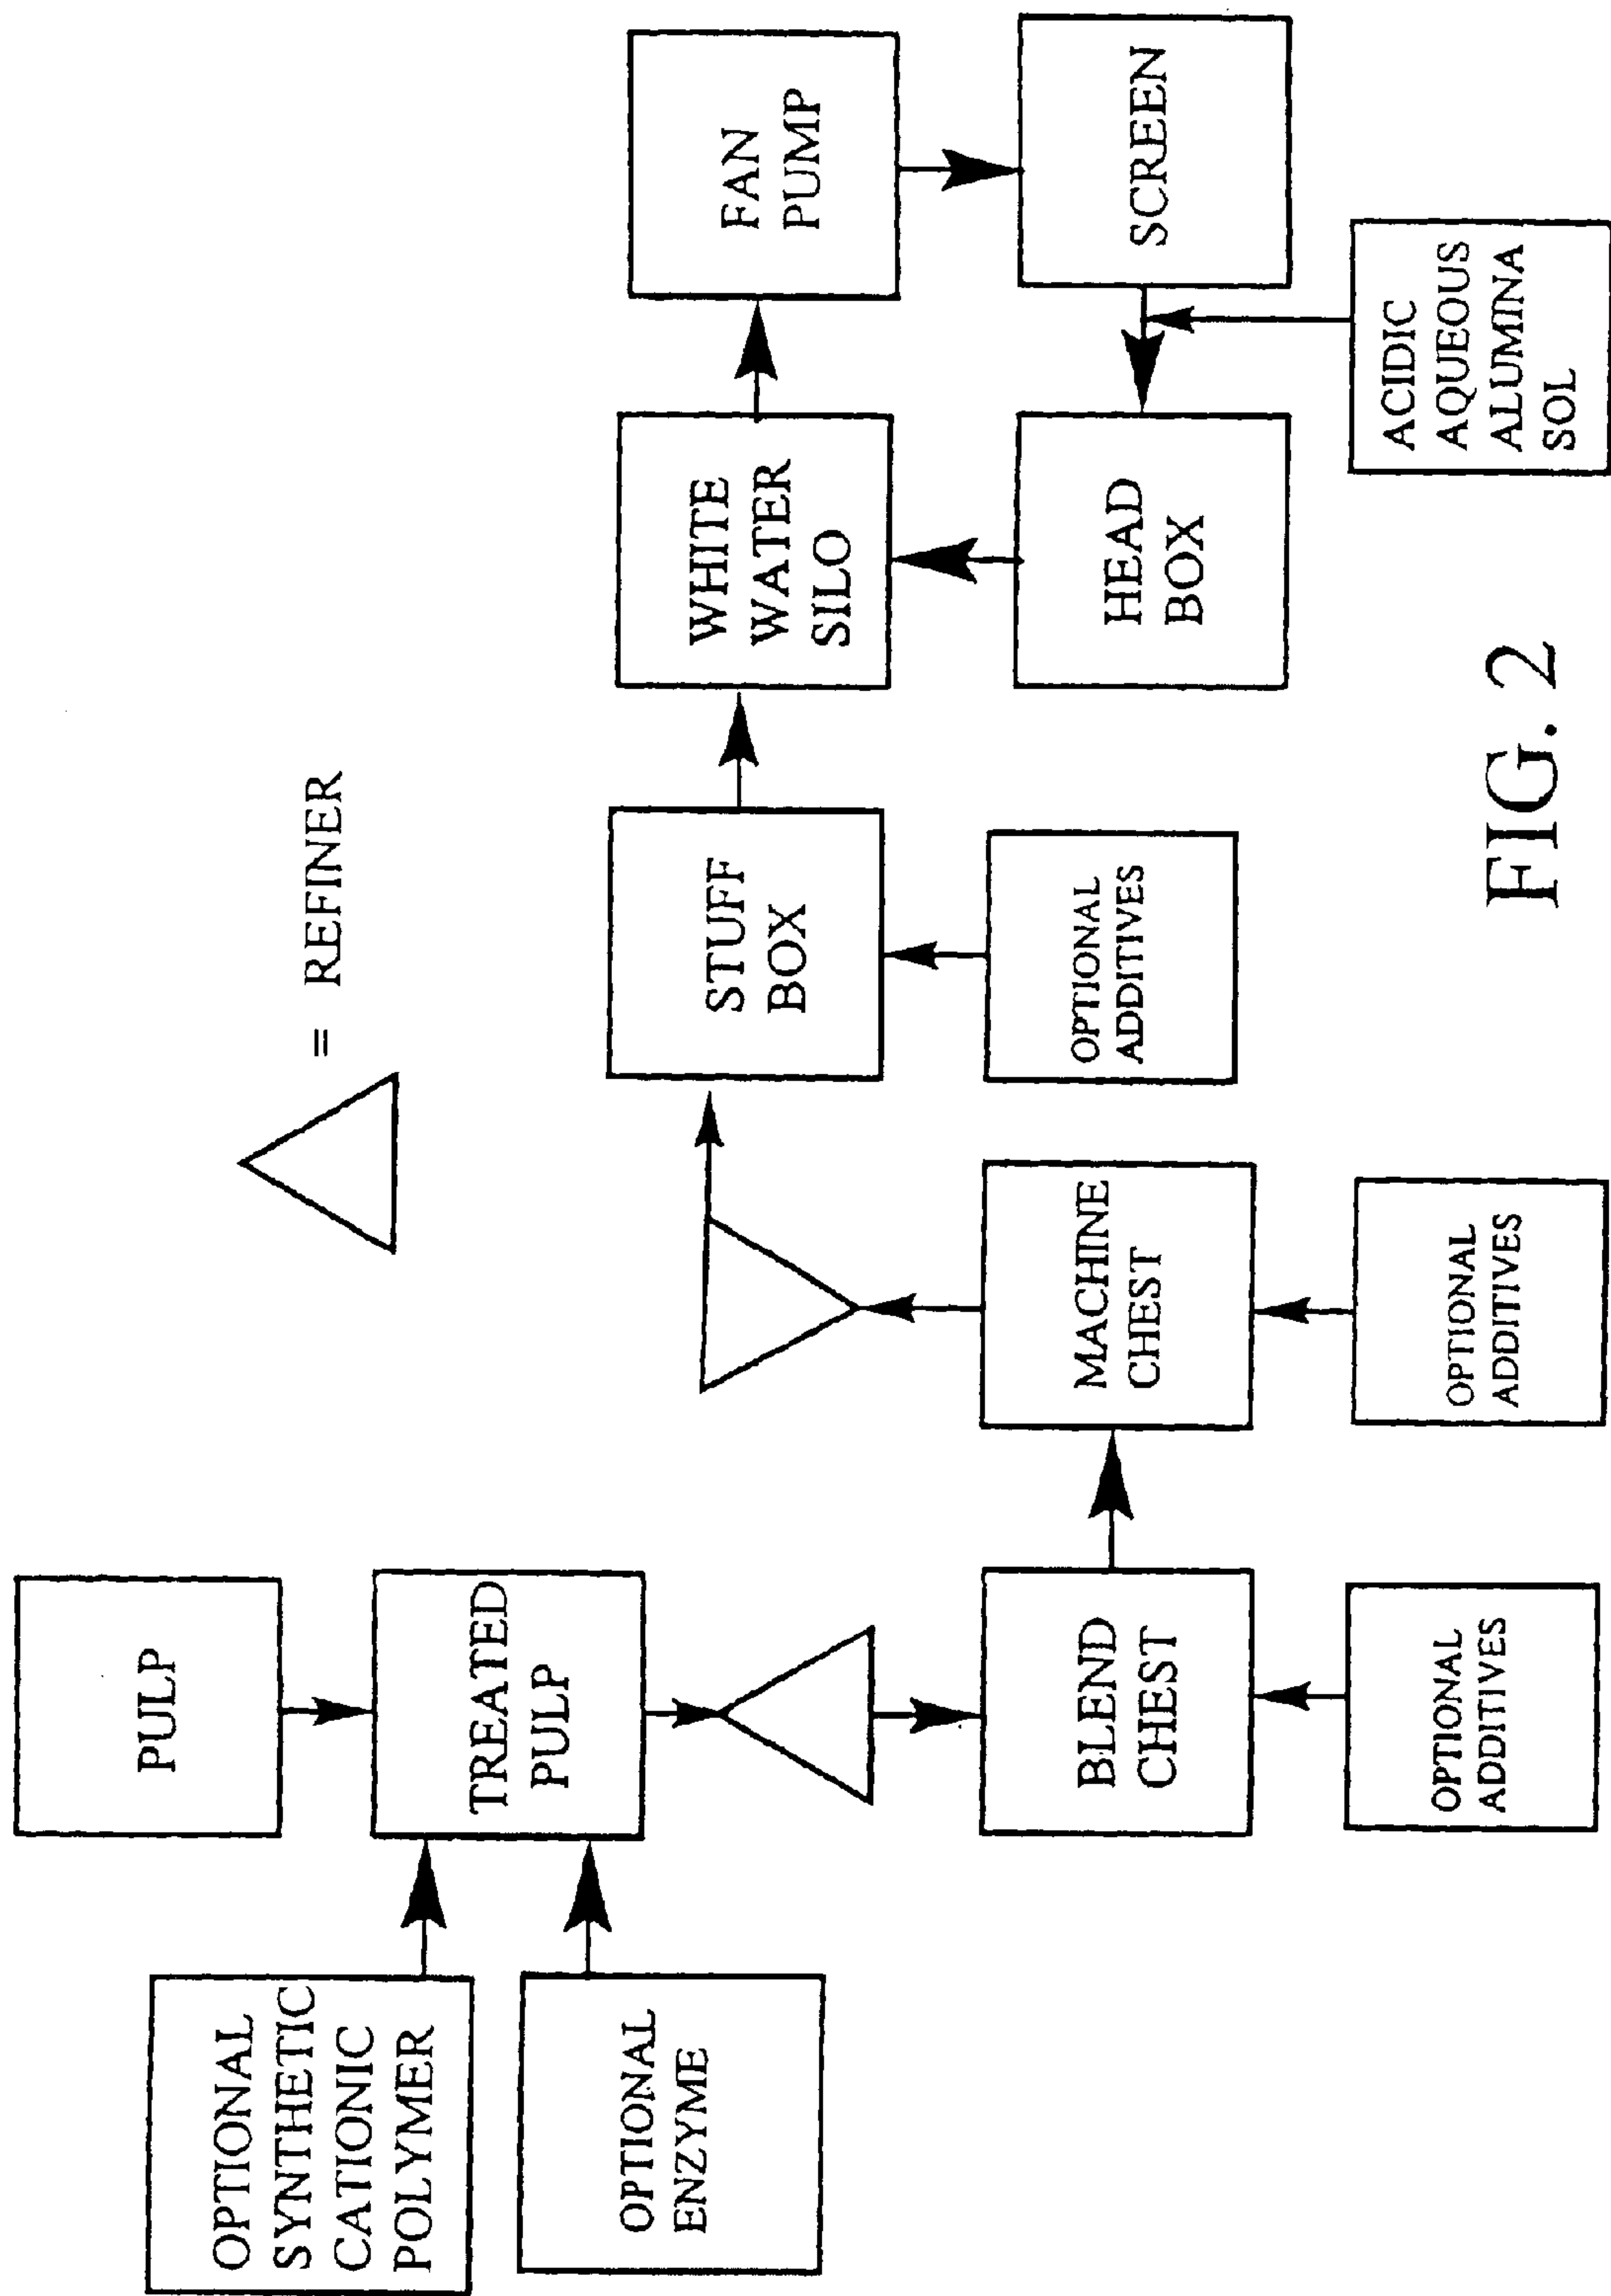 PULP
OPTIONAL
SYNTHETIC
CATIONIC
POLYMER
TREATED
PULP
OPTIONAL
ENZYME
BLEND
CHEST
OPTIONAL
ADDITIVES
MACHINE
CHEST
OPTIONAL
ADDITIVES
= REFINER
STUFF
BOX
OPTIONAL
ADDITIVES
WHITE
WATER
SILO
HEAD
BOX
FAN
PUMP
SCREEN
ACIDIC
AQUEOUS
ALUMINA
SOL
FIG. 2